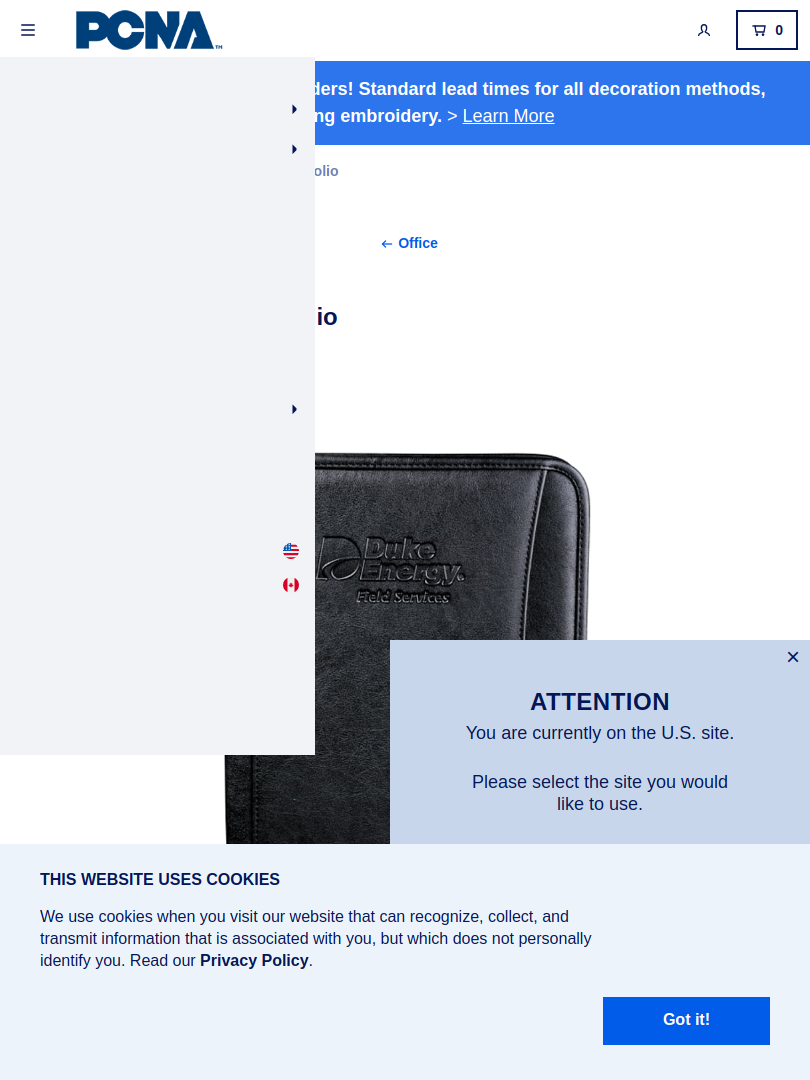 PCNA™
0
ders! Standard lead times for all decoration methods,
ng embroidery. > Learn More
olio
← Office
io
Duke
Energy®
Field Services
×
ATTENTION
You are currently on the U.S. site.
Please select the site you would
like to use.
THIS WEBSITE USES COOKIES
We use cookies when you visit our website that can recognize, collect, and
transmit information that is associated with you, but which does not personally
identify you. Read our Privacy Policy.
Got it!